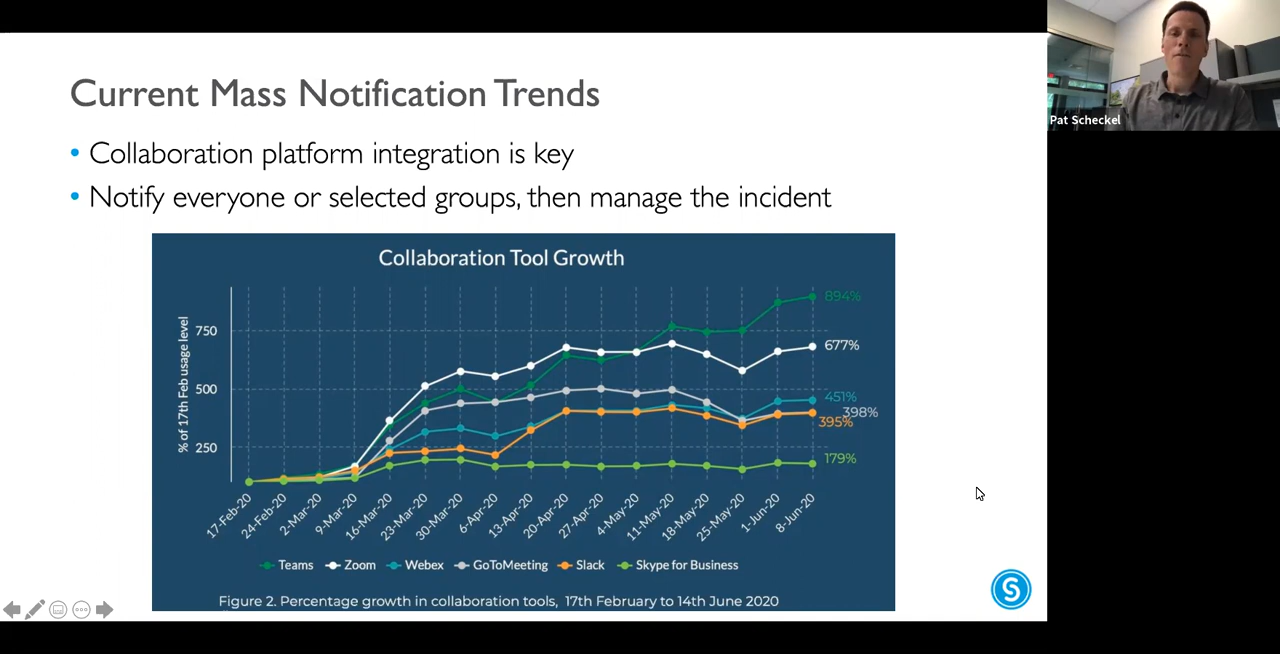 Current Mass Notification Trends
Pat Scheckel
• Collaboration platform integration is key
• Notify everyone or selected groups, then manage the incident
Collaboration Tool Growth
% of 17th Feb usage level
750
500
250
894%
677%
451%
398%
395%
179%
17-Feb-20
24-Feb-20
2-Mar-20
9-Mar-20
16-Mar-20
23-Mar-20
30-Mar-20
6-Apr-20
13-Apr-20
20-Apr-20
27-Apr-20
4-May-20
11-May-20
18-May-20
25-May-20
1-Jun-20
8-Jun-20
Teams Zoom Webex GoToMeeting Slack Skype for Business
Figure 2. Percentage growth in collaboration tools, 17th February to 14th June 2020
S